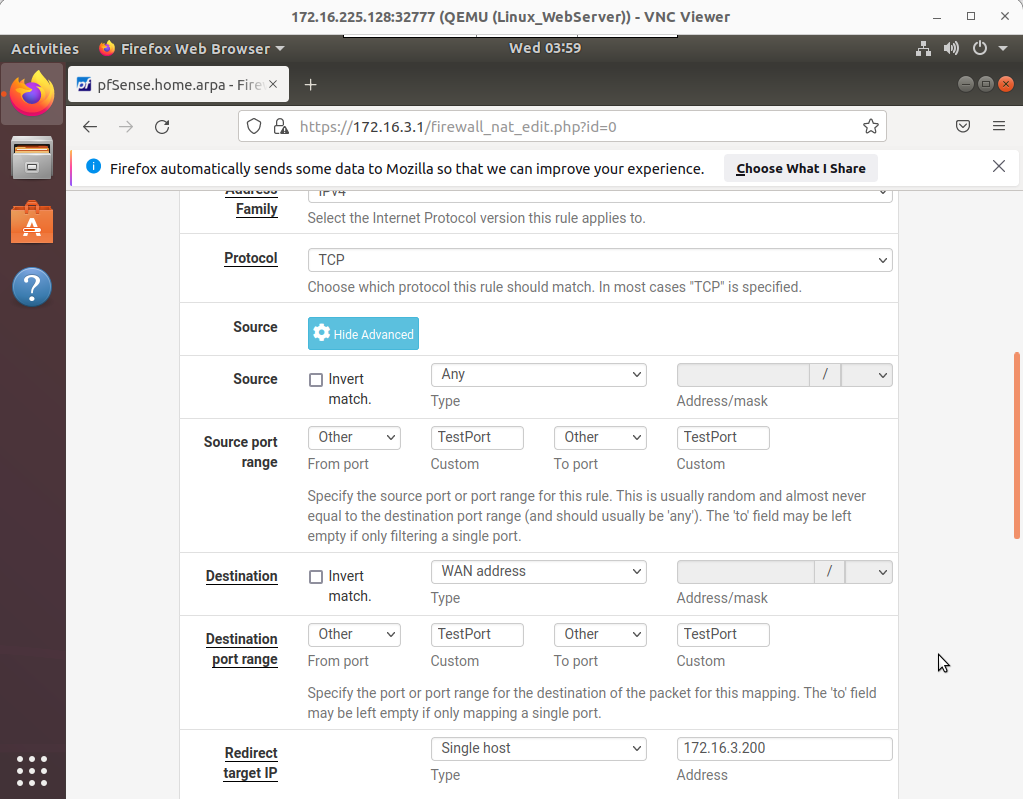 172.16.225.128:32777 (QEMU (Linux_WebServer)) - VNC Viewer
Activities
Firefox Web Browser
Wed 03:59
pfSense.home.arpa - Fire
https://172.16.3.1/firewall_nat_edit.php?id=0
Firefox automatically sends some data to Mozilla so that we can improve your experience.
Choose What I Share
Address
Family
IPv4
Select the Internet Protocol version this rule applies to.
Protocol
TCP
Choose which protocol this rule should match. In most cases "TCP" is specified.
Source
Hide Advanced
Source
Invert
match.
Any
Type
/
Address/mask
Source port
range
Other
From port
TestPort
Custom
Other
To port
TestPort
Custom
Specify the source port or port range for this rule. This is usually random and almost never
equal to the destination port range (and should usually be 'any'). The 'to' field may be left
empty if only filtering a single port.
Destination
Invert
match.
WAN address
Type
/
Address/mask
Destination
port range
Other
From port
TestPort
Custom
Other
To port
TestPort
Custom
Specify the port or port range for the destination of the packet for this mapping. The 'to' field
may be left empty if only mapping a single port.
Redirect
target IP
Single host
Type
172.16.3.200
Address